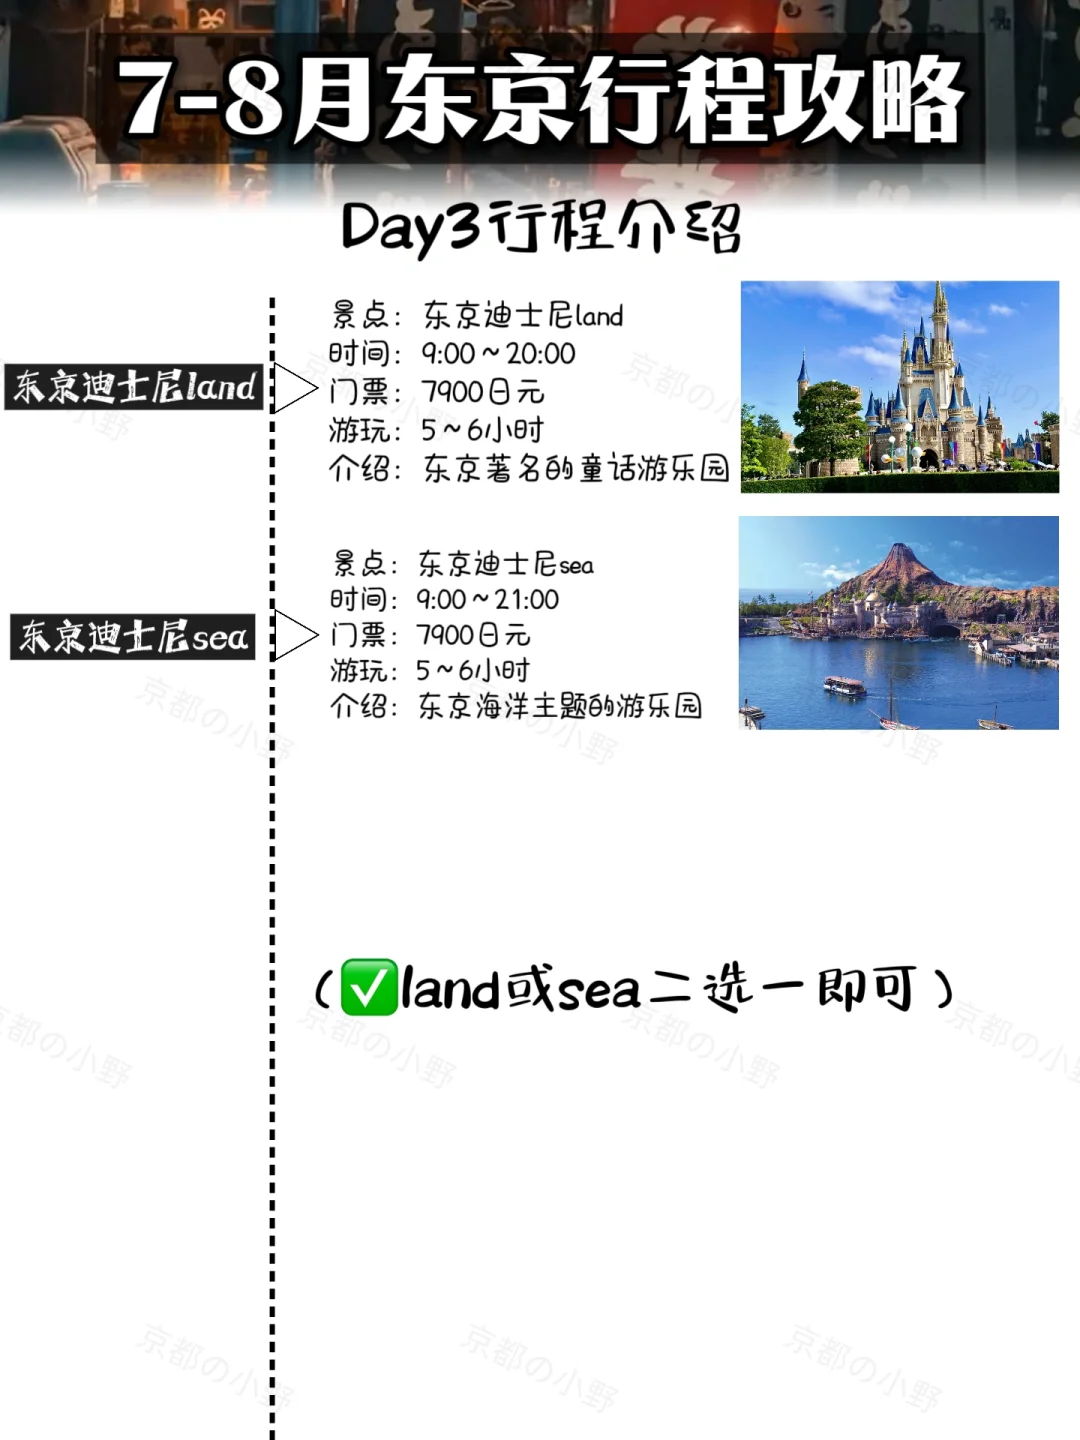 7-8月东京行程攻略
Day3行程介绍
东京迪士尼land
景点：东京迪士尼land
时间：9:00~20:00
门票：7900日元
游玩：5~6小时
介绍：东京著名的童话游乐园
东京迪士尼sea
景点：东京迪士尼sea
时间：9:00~21:00
门票：7900日元
游玩：5~6小时
介绍：东京海洋主题的游乐园
（✅land或sea二选一即可）
京都の小野